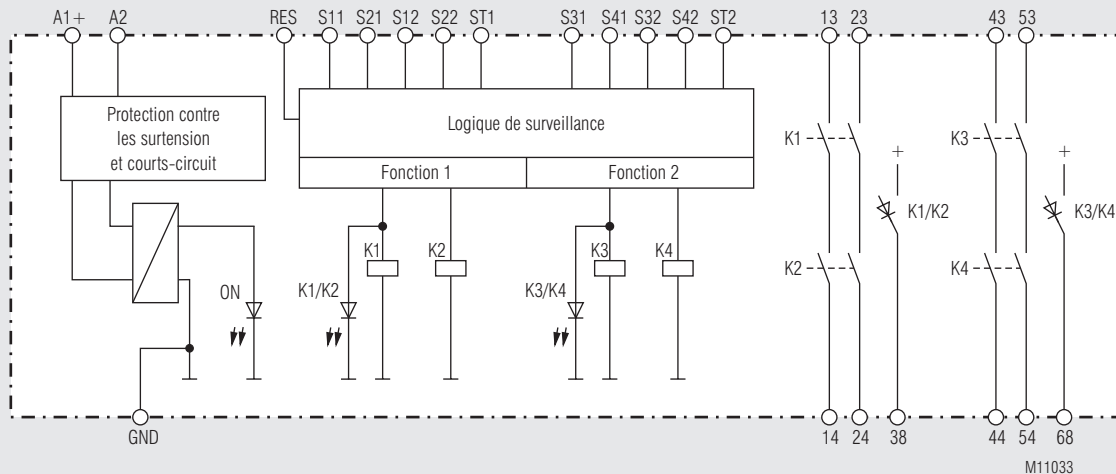 A1+ A2 RES S11 S21 S12 S22 ST1 S31 S41 S32 S42 ST2 13 23 43 53
Protection contre
les surtension
et courts-circuit
Logique de surveillance
Fonction 1 Fonction 2
K1 K3
+ +
K1/K2 K3/K4
K1 K2 K3 K4 K2 K4
ON K1/K2 K3/K4
GND 14 24 38 44 54 68
M11033